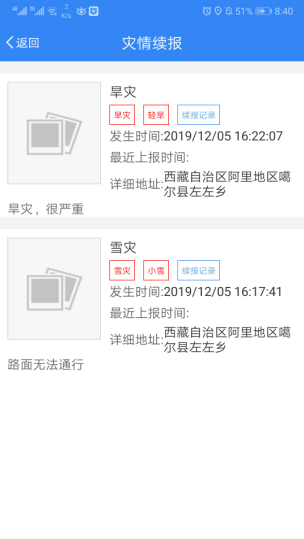 2
K/s
51%
8:40
返回
灾情续报
旱灾
旱灾 轻旱 续报记录
发生时间:2019/12/05 16:22:07
最近上报时间:
详细地址:西藏自治区阿里地区噶
尔县左左乡
旱灾，很严重
雪灾
雪灾 小雪 续报记录
发生时间:2019/12/05 16:17:41
最近上报时间:
详细地址:西藏自治区阿里地区噶
尔县左左乡
路面无法通行